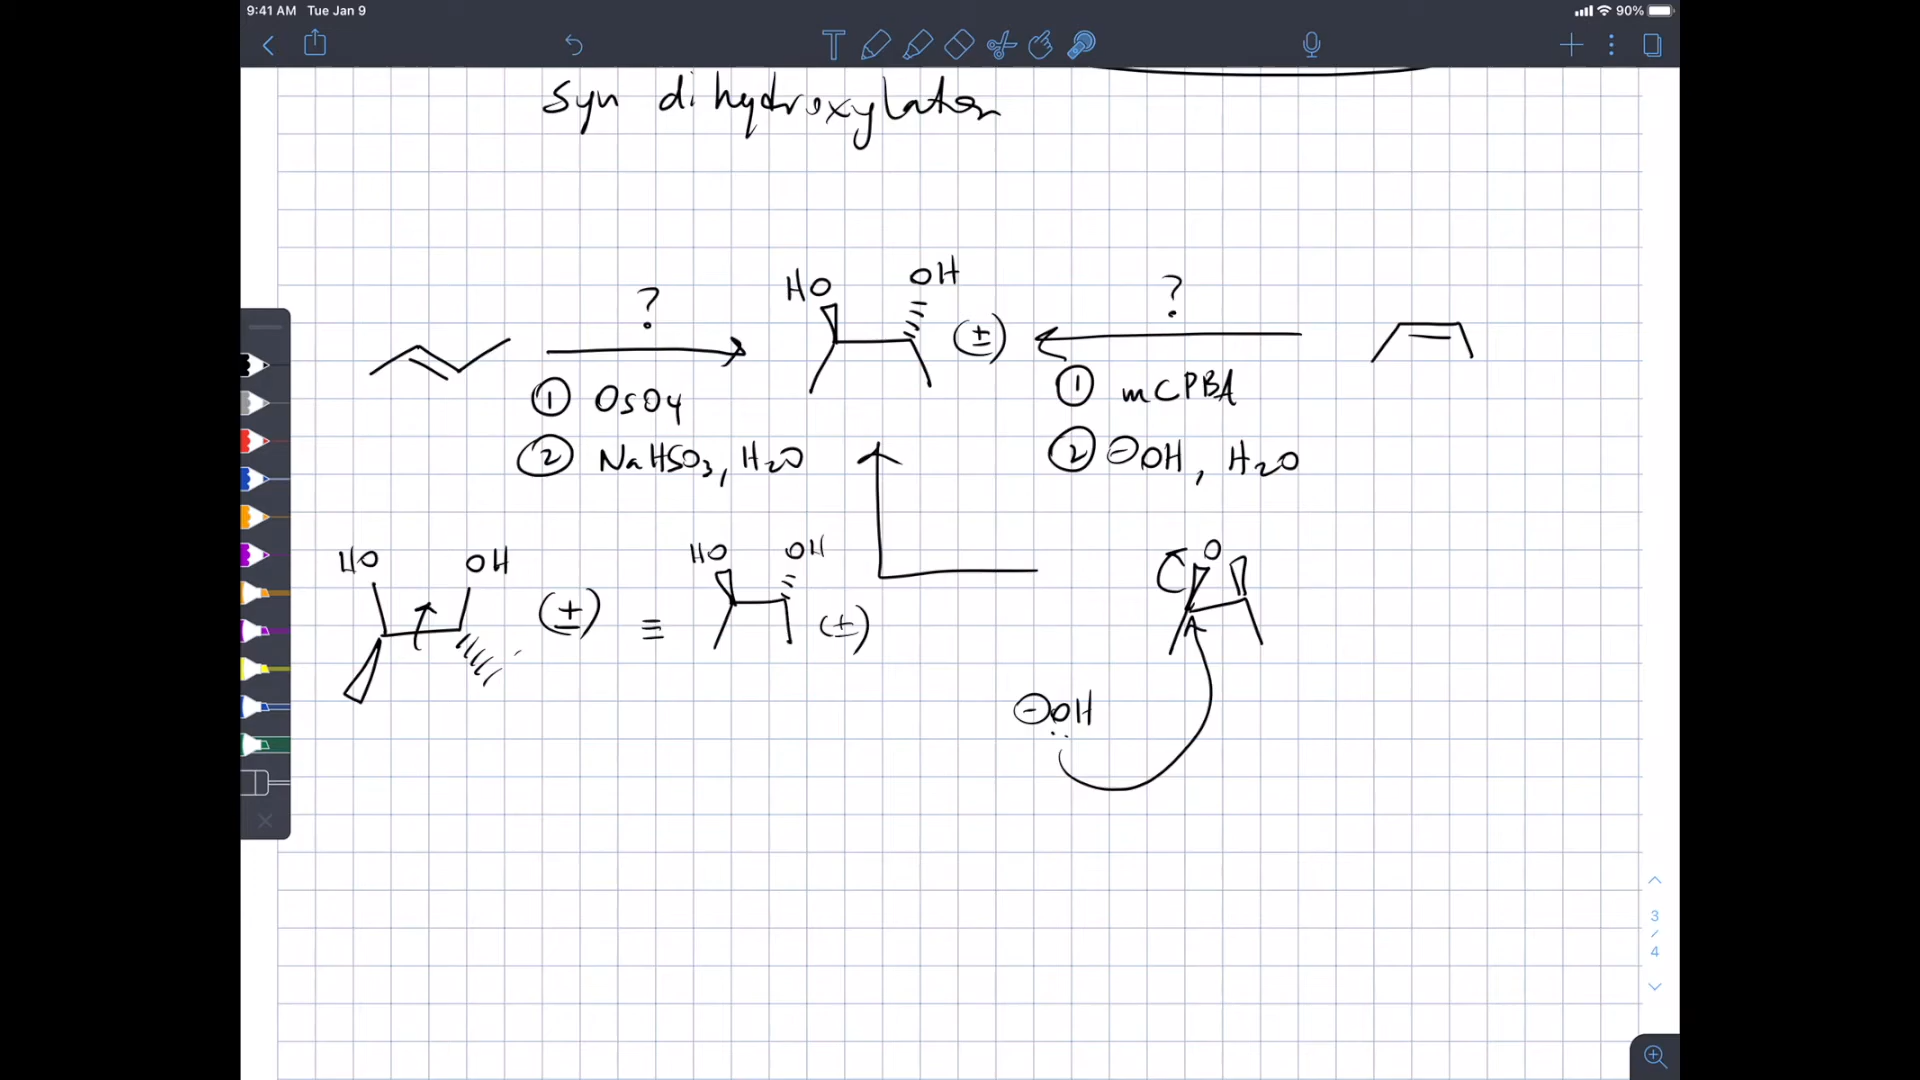 9:41 AM Tue Jan 9
90%
T
syn dihydroxylation
HO OH
? (±) ?
① OsO4
② NaHSO3, H2O
① mCPBA
② ⊖OH, H2O
HO OH (±) ≡ HO OH (±)
O
⊖OH
3
/
4